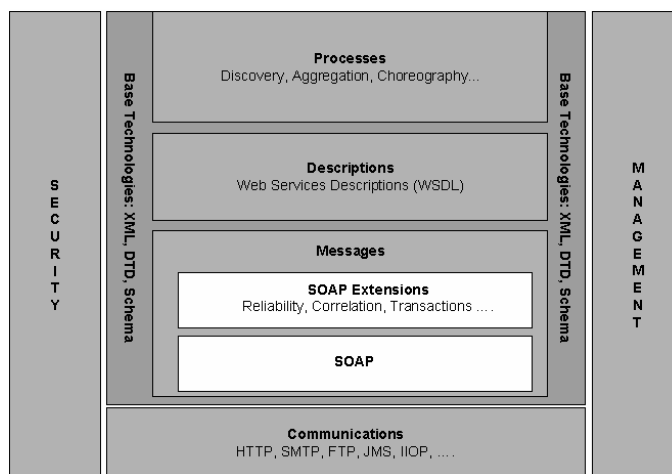 SECURITY
Base Technologies: XML, DTD, Schema
Processes
Discovery, Aggregation, Choreography...
Descriptions
Web Services Descriptions (WSDL)
Messages
SOAP Extensions
Reliability, Correlation, Transactions ....
SOAP
Base Technologies: XML, DTD, Schema
MANAGEMENT
Communications
HTTP, SMTP, FTP, JMS, IIOP, ....